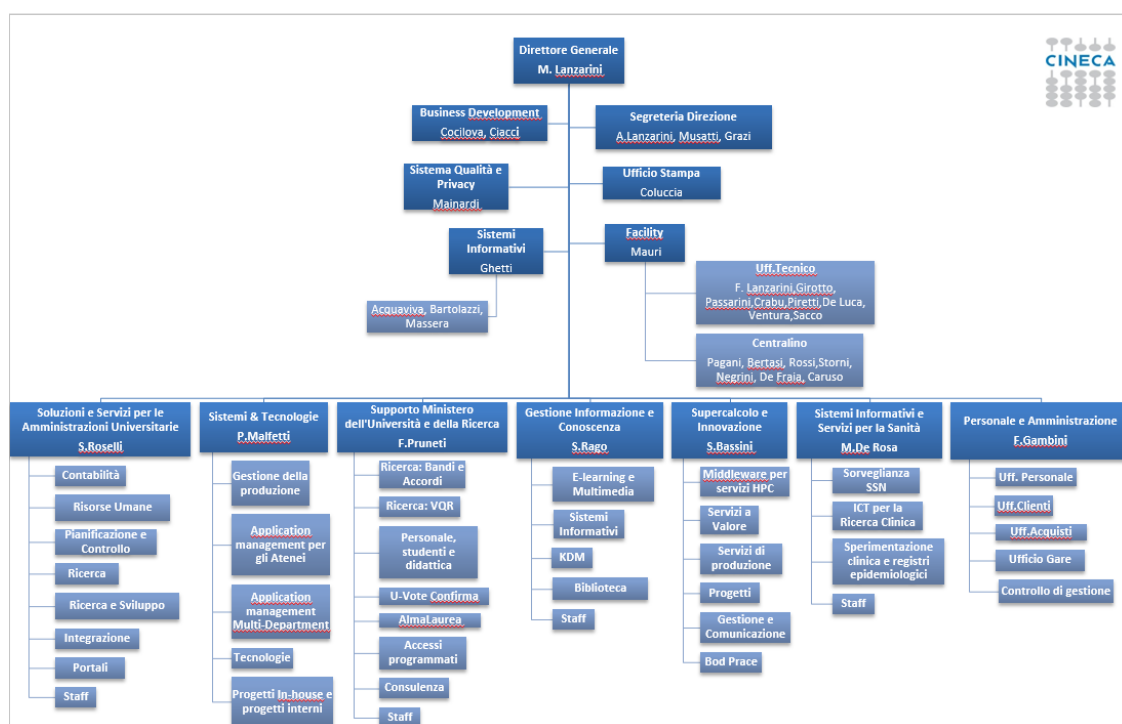 Direttore Generale
M. Lanzarini
CINECA
Business Development
Cocilova, Ciacci
Segreteria Direzione
A.Lanzarini, Musatti, Grazi
Sistema Qualità e
Privacy
Mainardi
Ufficio Stampa
Coluccia
Sistemi
Informativi
Ghetti
Facility
Mauri
Acquaviva, Bartolazzi,
Massera
Uff.Tecnico
F. Lanzarini,Girotto,
Passarini,Crabu,Piretti,De Luca,
Ventura,Sacco
Centralino
Pagani, Bertasi, Rossi,Storni,
Negrini, De Fraia, Caruso
Soluzioni e Servizi per le
Amministrazioni Universitarie
S.Roselli
Contabilità
Risorse Umane
Pianificazione e
Controllo
Ricerca
Ricerca e Sviluppo
Integrazione
Portali
Staff
Sistemi & Tecnologie
P.Malfetti
Gestione della
produzione
Application
management per
gli Atenei
Application
management
Multi-Department
Tecnologie
Progetti In-house e
progetti interni
Supporto Ministero
dell'Università e della Ricerca
F.Pruneti
Ricerca: Bandi e
Accordi
Ricerca: VQR
Personale,
studenti e
didattica
U-Vote Confirma
AlmaLaurea
Accessi
programmati
Consulenza
Staff
Gestione Informazione e
Conoscenza
S.Rago
E-learning e
Multimedia
Sistemi
Informativi
KDM
Biblioteca
Staff
Supercalcolo e
Innovazione
S.Bassini
Middleware per
servizi HPC
Servizi a
Valore
Servizi di
produzione
Progetti
Gestione e
Comunicazione
Bod Prace
Sistemi Informativi e
Servizi per la Sanità
M.De Rosa
Sorveglianza
SSN
ICT per la
Ricerca Clinica
Sperimentazione
clinica e registri
epidemiologici
Staff
Personale e Amministrazione
F.Gambini
Uff. Personale
Uff.Clienti
Uff.Acquisti
Ufficio Gare
Controllo di gestione